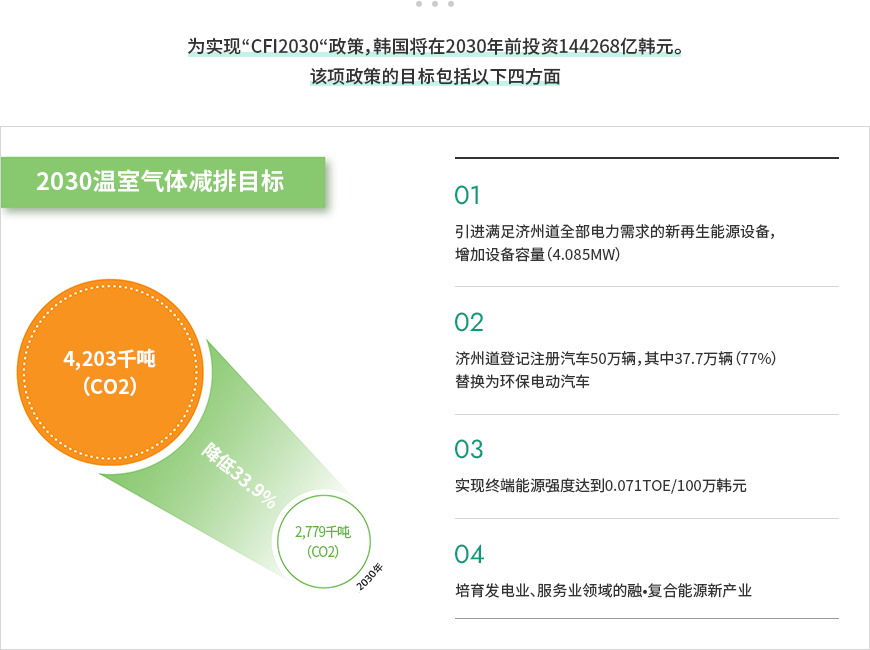 为实现“CFI2030“政策，韩国将在2030年前投资144268亿韩元。
该项政策的目标包括以下四方面
2030温室气体减排目标
4,203千吨
（CO2）
降低33.9%
2,779千吨
（CO2）
2030年
01
引进满足济州道全部电力需求的新再生能源设备，
增加设备容量（4.085MW）
02
济州道登记注册汽车50万辆，其中37.7万辆（77%）
替换为环保电动汽车
03
实现终端能源强度达到0.071TOE/100万韩元
04
培育发电业、服务业领域的融•复合能源新产业